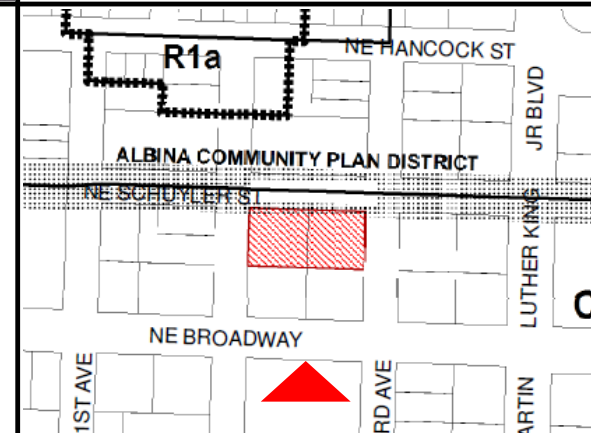 NE HANCOCK ST
R1a
JR BLVD
ALBINA COMMUNITY PLAN DISTRICT
NE SCHUYLER ST
LUTHER KING
NE BROADWAY
1ST AVE
RD AVE
ARTIN